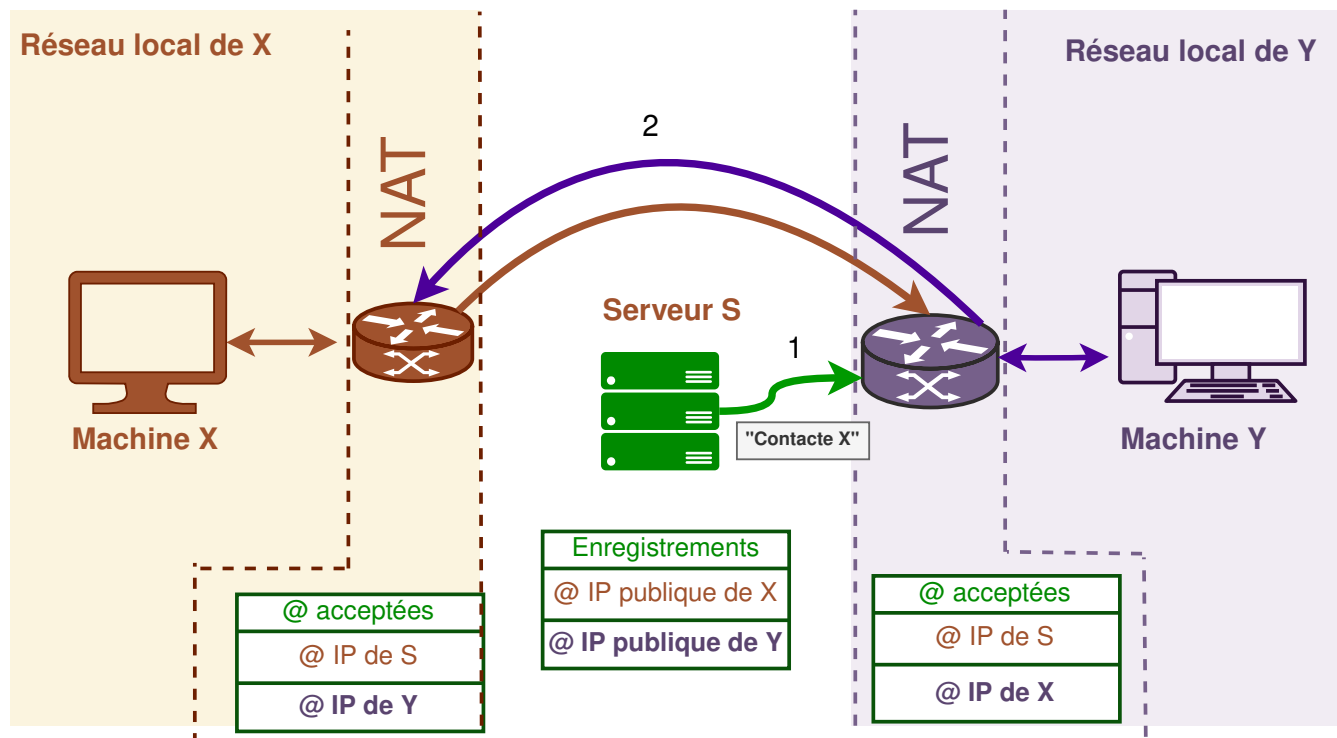 Réseau local de X
Réseau local de Y
NAT
2
NAT
Serveur S
1
"Contacte X"
Machine X
Machine Y
Enregistrements
@ IP publique de X
@ IP publique de Y
@ acceptées
@ IP de S
@ IP de Y
@ acceptées
@ IP de S
@ IP de X